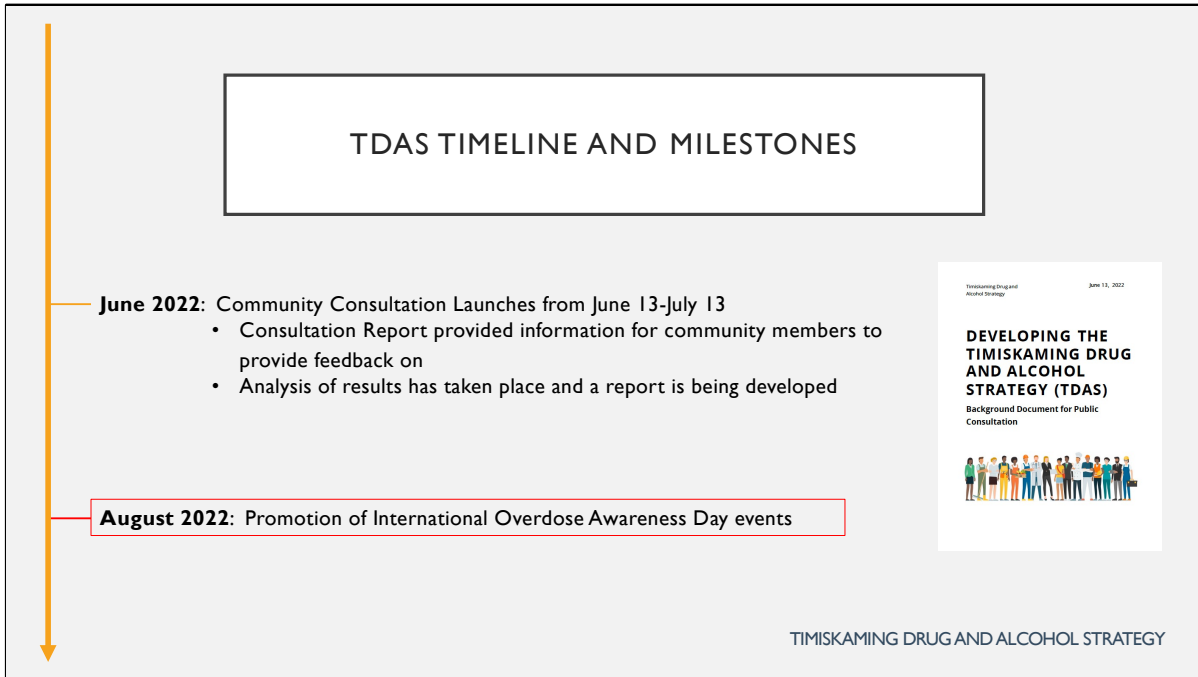 TDAS TIMELINE AND MILESTONES
June 2022: Community Consultation Launches from June 13-July 13
• Consultation Report provided information for community members to
provide feedback on
• Analysis of results has taken place and a report is being developed
August 2022: Promotion of International Overdose Awareness Day events
Timiskaming Drug and
Alcohol Strategy
June 13, 2022
DEVELOPING THE
TIMISKAMING DRUG
AND ALCOHOL
STRATEGY (TDAS)
Background Document for Public
Consultation
TIMISKAMING DRUG AND ALCOHOL STRATEGY